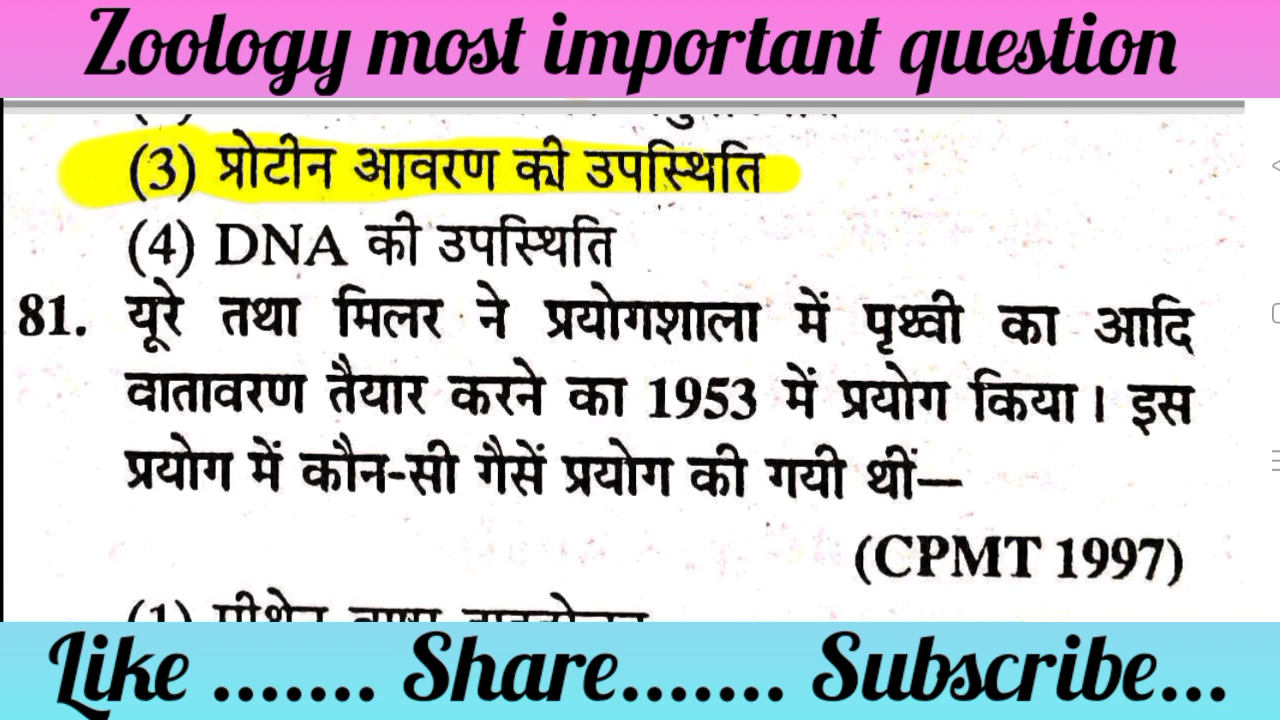 Zoology most important question
(3) प्रोटीन आवरण की उपस्थिति
(4) DNA की उपस्थिति
81. यूरे तथा मिलर ने प्रयोगशाला में पृथ्वी का आदि
वातावरण तैयार करने का 1953 में प्रयोग किया। इस
प्रयोग में कौन-सी गैसें प्रयोग की गयी थीं—
(CPMT 1997)
(1)
Like ....... Share....... Subscribe...